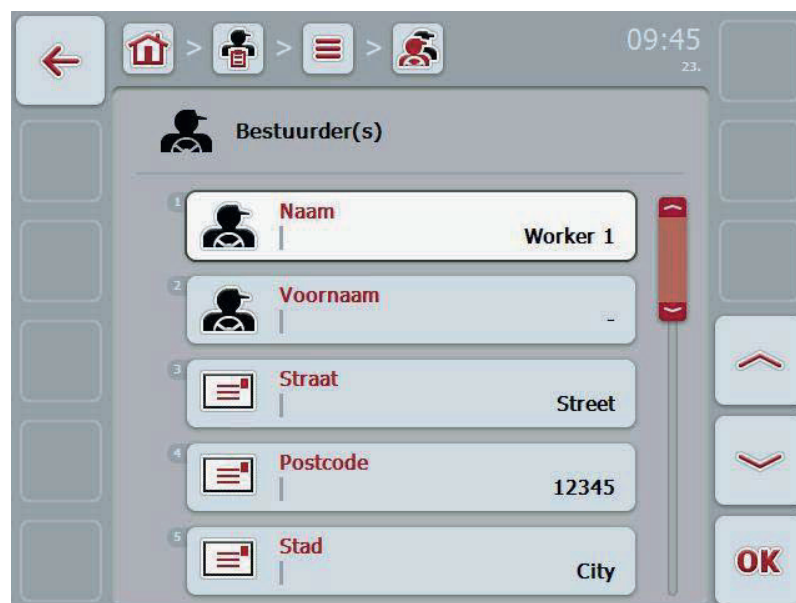 09:45
23.
Bestuurder(s)
1
Naam
Worker 1
2
Voornaam
-
3
Straat
Street
4
Postcode
12345
5
Stad
City
OK